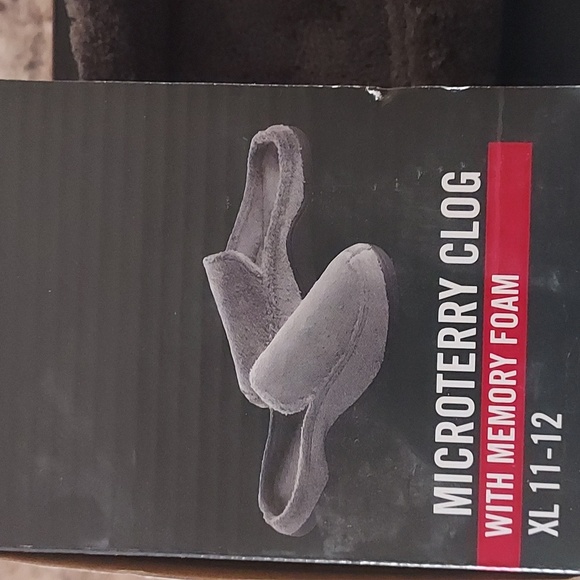 MICROTERRY CLOG
WITH MEMORY FOAM
XL 11-12